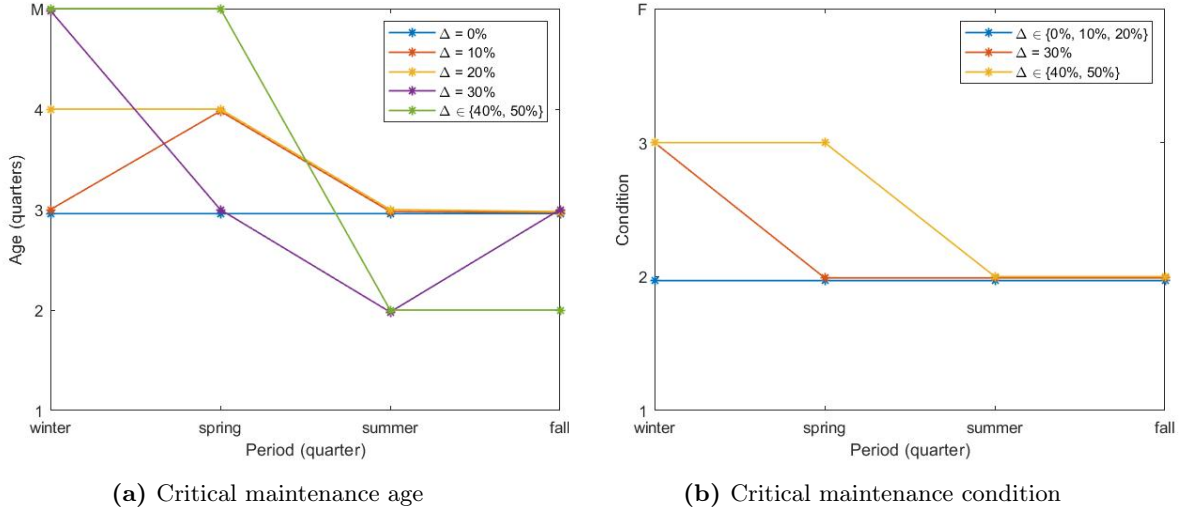 M
4
3
2
1
Age (quarters)
Δ = 0%
Δ = 10%
Δ = 20%
Δ = 30%
Δ ∈ {40%, 50%}
winter spring summer fall
Period (quarter)
(a) Critical maintenance age
F
3
2
1
Condition
Δ ∈ {0%, 10%, 20%}
Δ = 30%
Δ ∈ {40%, 50%}
winter spring summer fall
Period (quarter)
(b) Critical maintenance condition